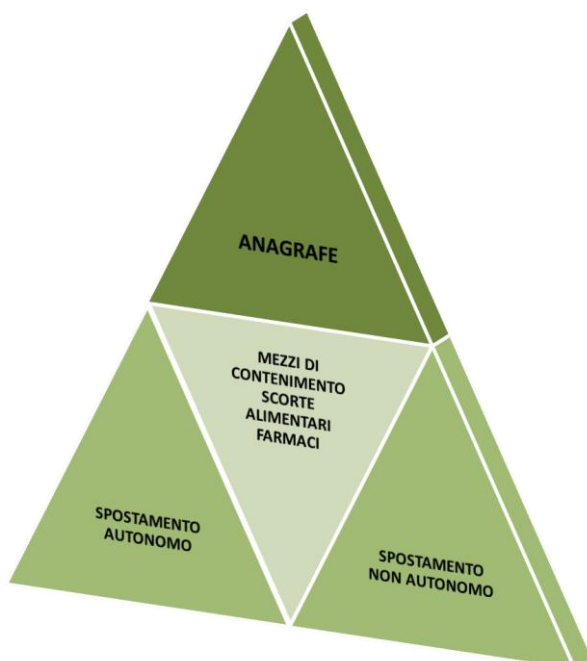 ANAGRAFE
MEZZI DI
CONTENIMENTO
SCORTE
ALIMENTARI
FARMACI
SPOSTAMENTO
AUTONOMO
SPOSTAMENTO
NON AUTONOMO